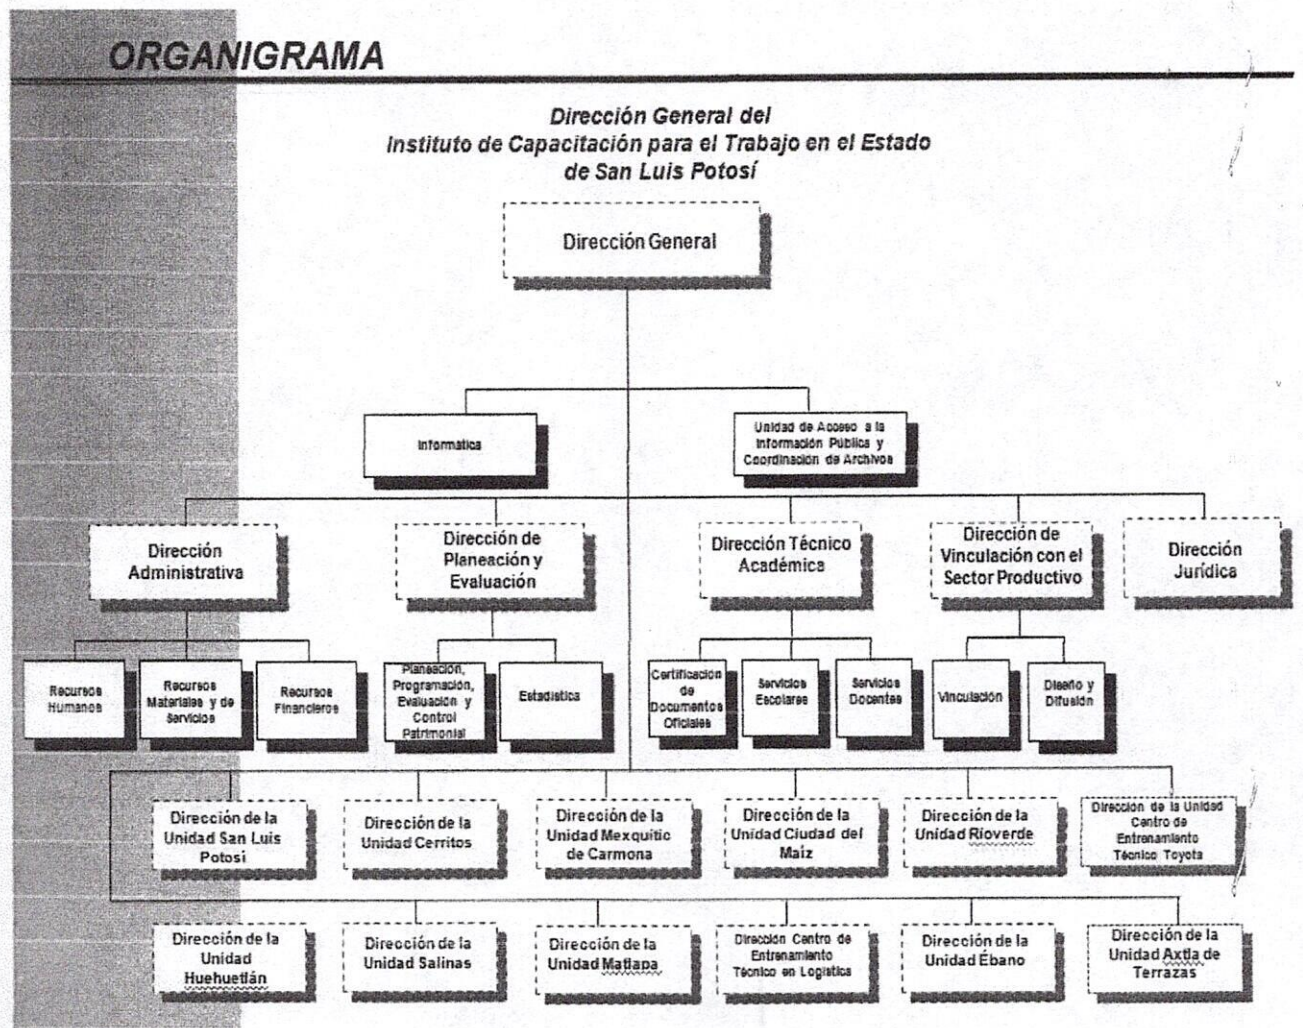 ORGANIGRAMA
Dirección General del
Instituto de Capacitación para el Trabajo en el Estado
de San Luis Potosí
Dirección General
Informática
Unidad de Acceso a la
Información Pública y
Coordinación de Archivos
Dirección
Administrativa
Dirección de
Planeación y
Evaluación
Dirección Técnico
Académica
Dirección de
Vinculación con el
Sector Productivo
Dirección
Jurídica
Recursos
Humanos
Recursos
Materiales y de
Servicios
Recursos
Financieros
Planeación,
Programación,
Evaluación y
Control
Patrimonial
Estadística
Certificación
de
Documentos
Oficiales
Servicios
Escolares
Servicios
Docentes
Vinculación
Diseño y
Difusión
Dirección de la
Unidad San Luis
Potosí
Dirección de la
Unidad Cerritos
Dirección de la
Unidad Mexquitic
de Carmona
Dirección de la
Unidad Ciudad del
Maíz
Dirección de la
Unidad Rioverde
Dirección de la Unidad
Centro de
Entrenamiento
Técnico Toyota
Dirección de la
Unidad
Huehuetlán
Dirección de la
Unidad Salinas
Dirección de la
Unidad Matlapa
Dirección Centro de
Entrenamiento
Técnico en Logística
Dirección de la
Unidad Ébano
Dirección de la
Unidad Axtla de
Terrazas